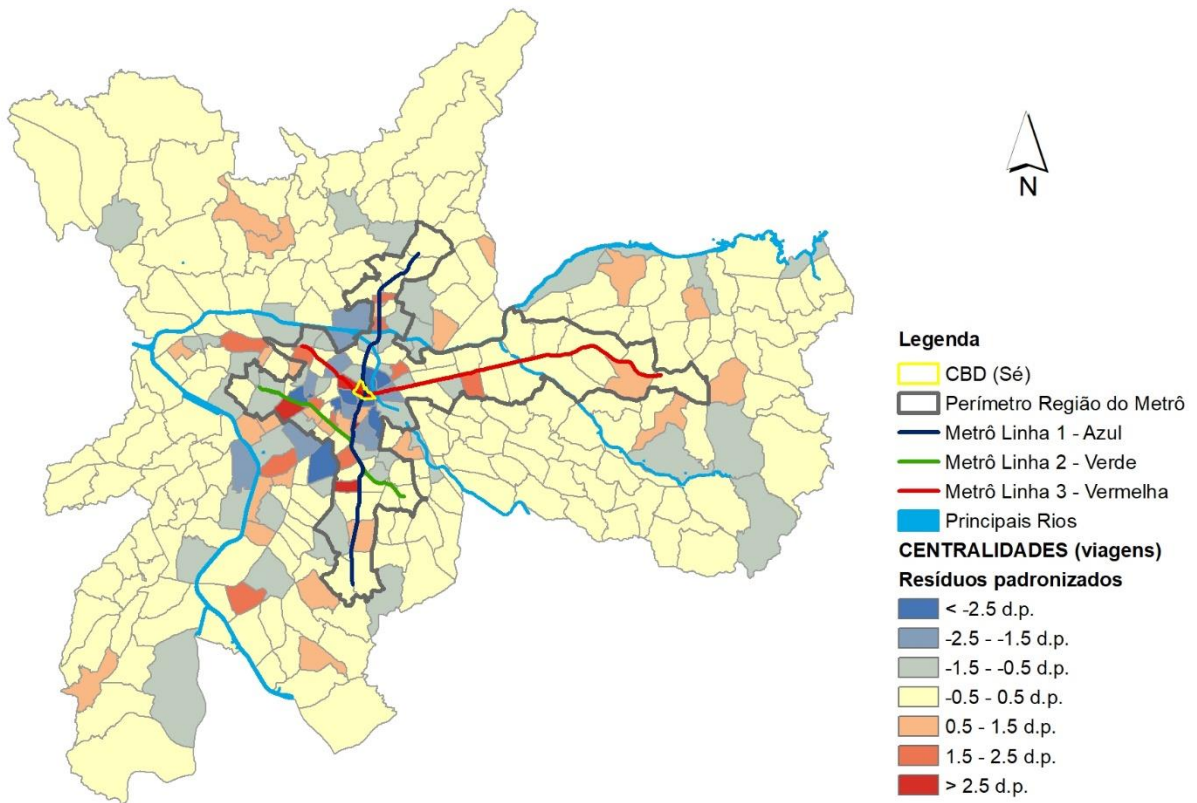 N
Legenda
CBD (Sé)
Perímetro Região do Metrô
Metrô Linha 1 - Azul
Metrô Linha 2 - Verde
Metrô Linha 3 - Vermelha
Principais Rios
CENTRALIDADES (viagens)
Resíduos padronizados
< -2.5 d.p.
-2.5 - -1.5 d.p.
-1.5 - -0.5 d.p.
-0.5 - 0.5 d.p.
0.5 - 1.5 d.p.
1.5 - 2.5 d.p.
> 2.5 d.p.